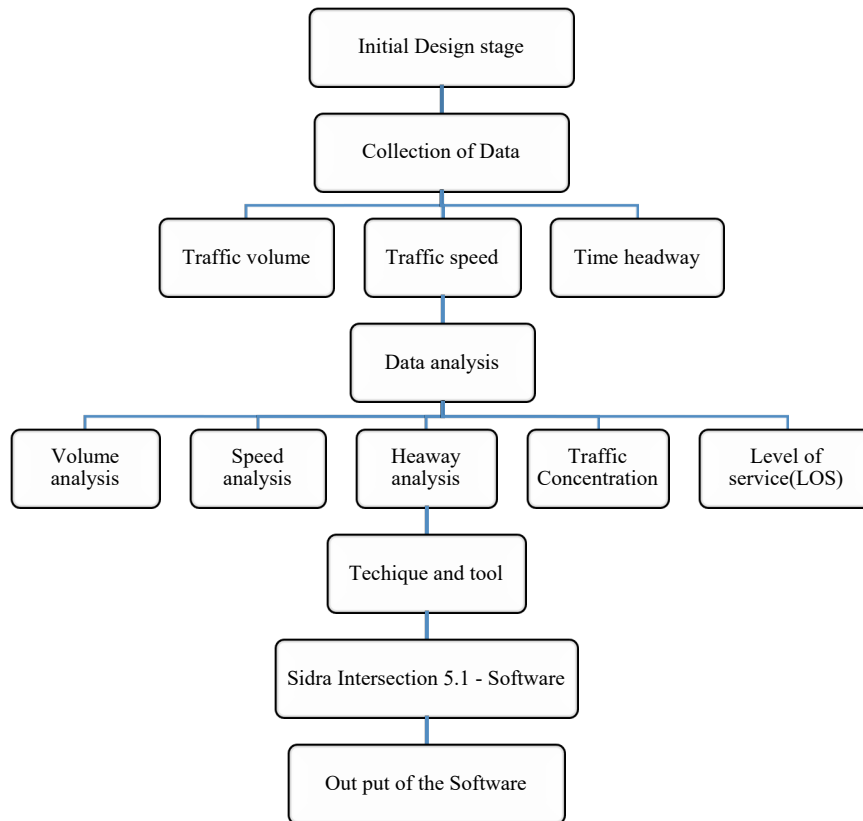 Initial Design stage
Collection of Data
Traffic volume
Traffic speed
Time headway
Data analysis
Volume
analysis
Speed
analysis
Heaway
analysis
Traffic
Concentration
Level of
service(LOS)
Techique and tool
Sidra Intersection 5.1 - Software
Out put of the Software